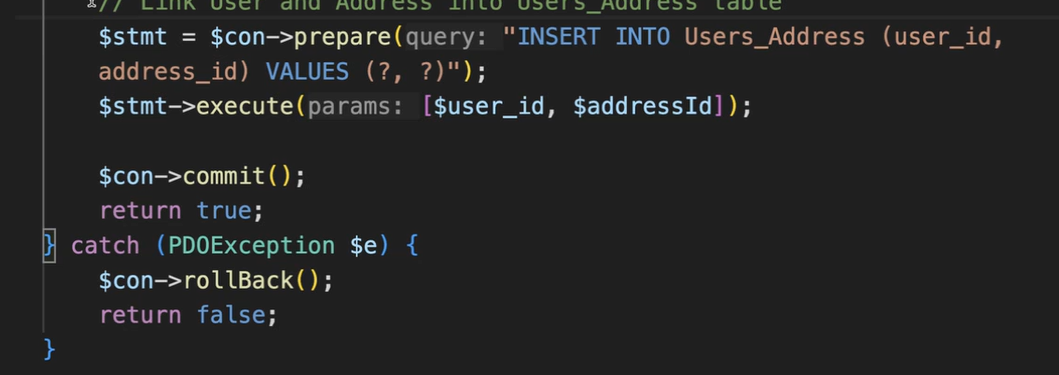 // Link User and Address into Users_Address table
$stmt = $con->prepare(query: "INSERT INTO Users_Address (user_id,
address_id) VALUES (?, ?)");
$stmt->execute(params: [$user_id, $addressId]);
$con->commit();
return true;
} catch (PDOException $e) {
$con->rollBack();
return false;
}